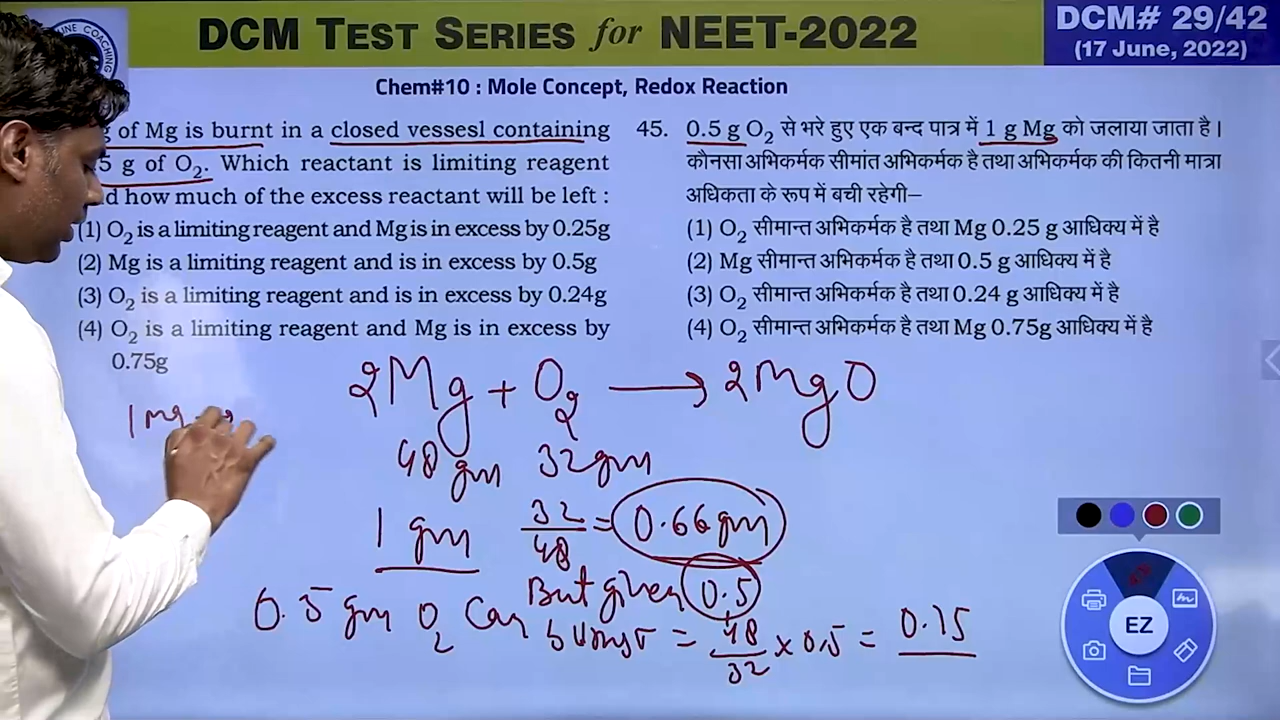 LINE COACHING
DCM TEST SERIES for NEET-2022
DCM# 29/42
(17 June, 2022)
Chem#10 : Mole Concept, Redox Reaction
of Mg is burnt in a closed vessesl containing
5 g of O₂. Which reactant is limiting reagent
d how much of the excess reactant will be left :
(1) O₂ is a limiting reagent and Mg is in excess by 0.25g
(2) Mg is a limiting reagent and is in excess by 0.5g
(3) O₂ is a limiting reagent and is in excess by 0.24g
(4) O₂ is a limiting reagent and Mg is in excess by
0.75g
45. 0.5 g O₂ से भरे हुए एक बन्द पात्र में 1 g Mg को जलाया जाता है।
कौनसा अभिकर्मक सीमांत अभिकर्मक है तथा अभिकर्मक की कितनी मात्रा
अधिकता के रूप में बची रहेगी–
(1) O₂ सीमान्त अभिकर्मक है तथा Mg 0.25 g आधिक्य में है
(2) Mg सीमान्त अभिकर्मक है तथा 0.5 g आधिक्य में है
(3) O₂ सीमान्त अभिकर्मक है तथा 0.24 g आधिक्य में है
(4) O₂ सीमान्त अभिकर्मक है तथा Mg 0.75g आधिक्य में है
2Mg + O₂ → 2MgO
48 gm 32 gm
1 gm 32/48 = 0.66 gm
But given 0.5
0.5 gm O₂ Can = 48/32 × 0.5 = 0.75
1 Mg
EZ